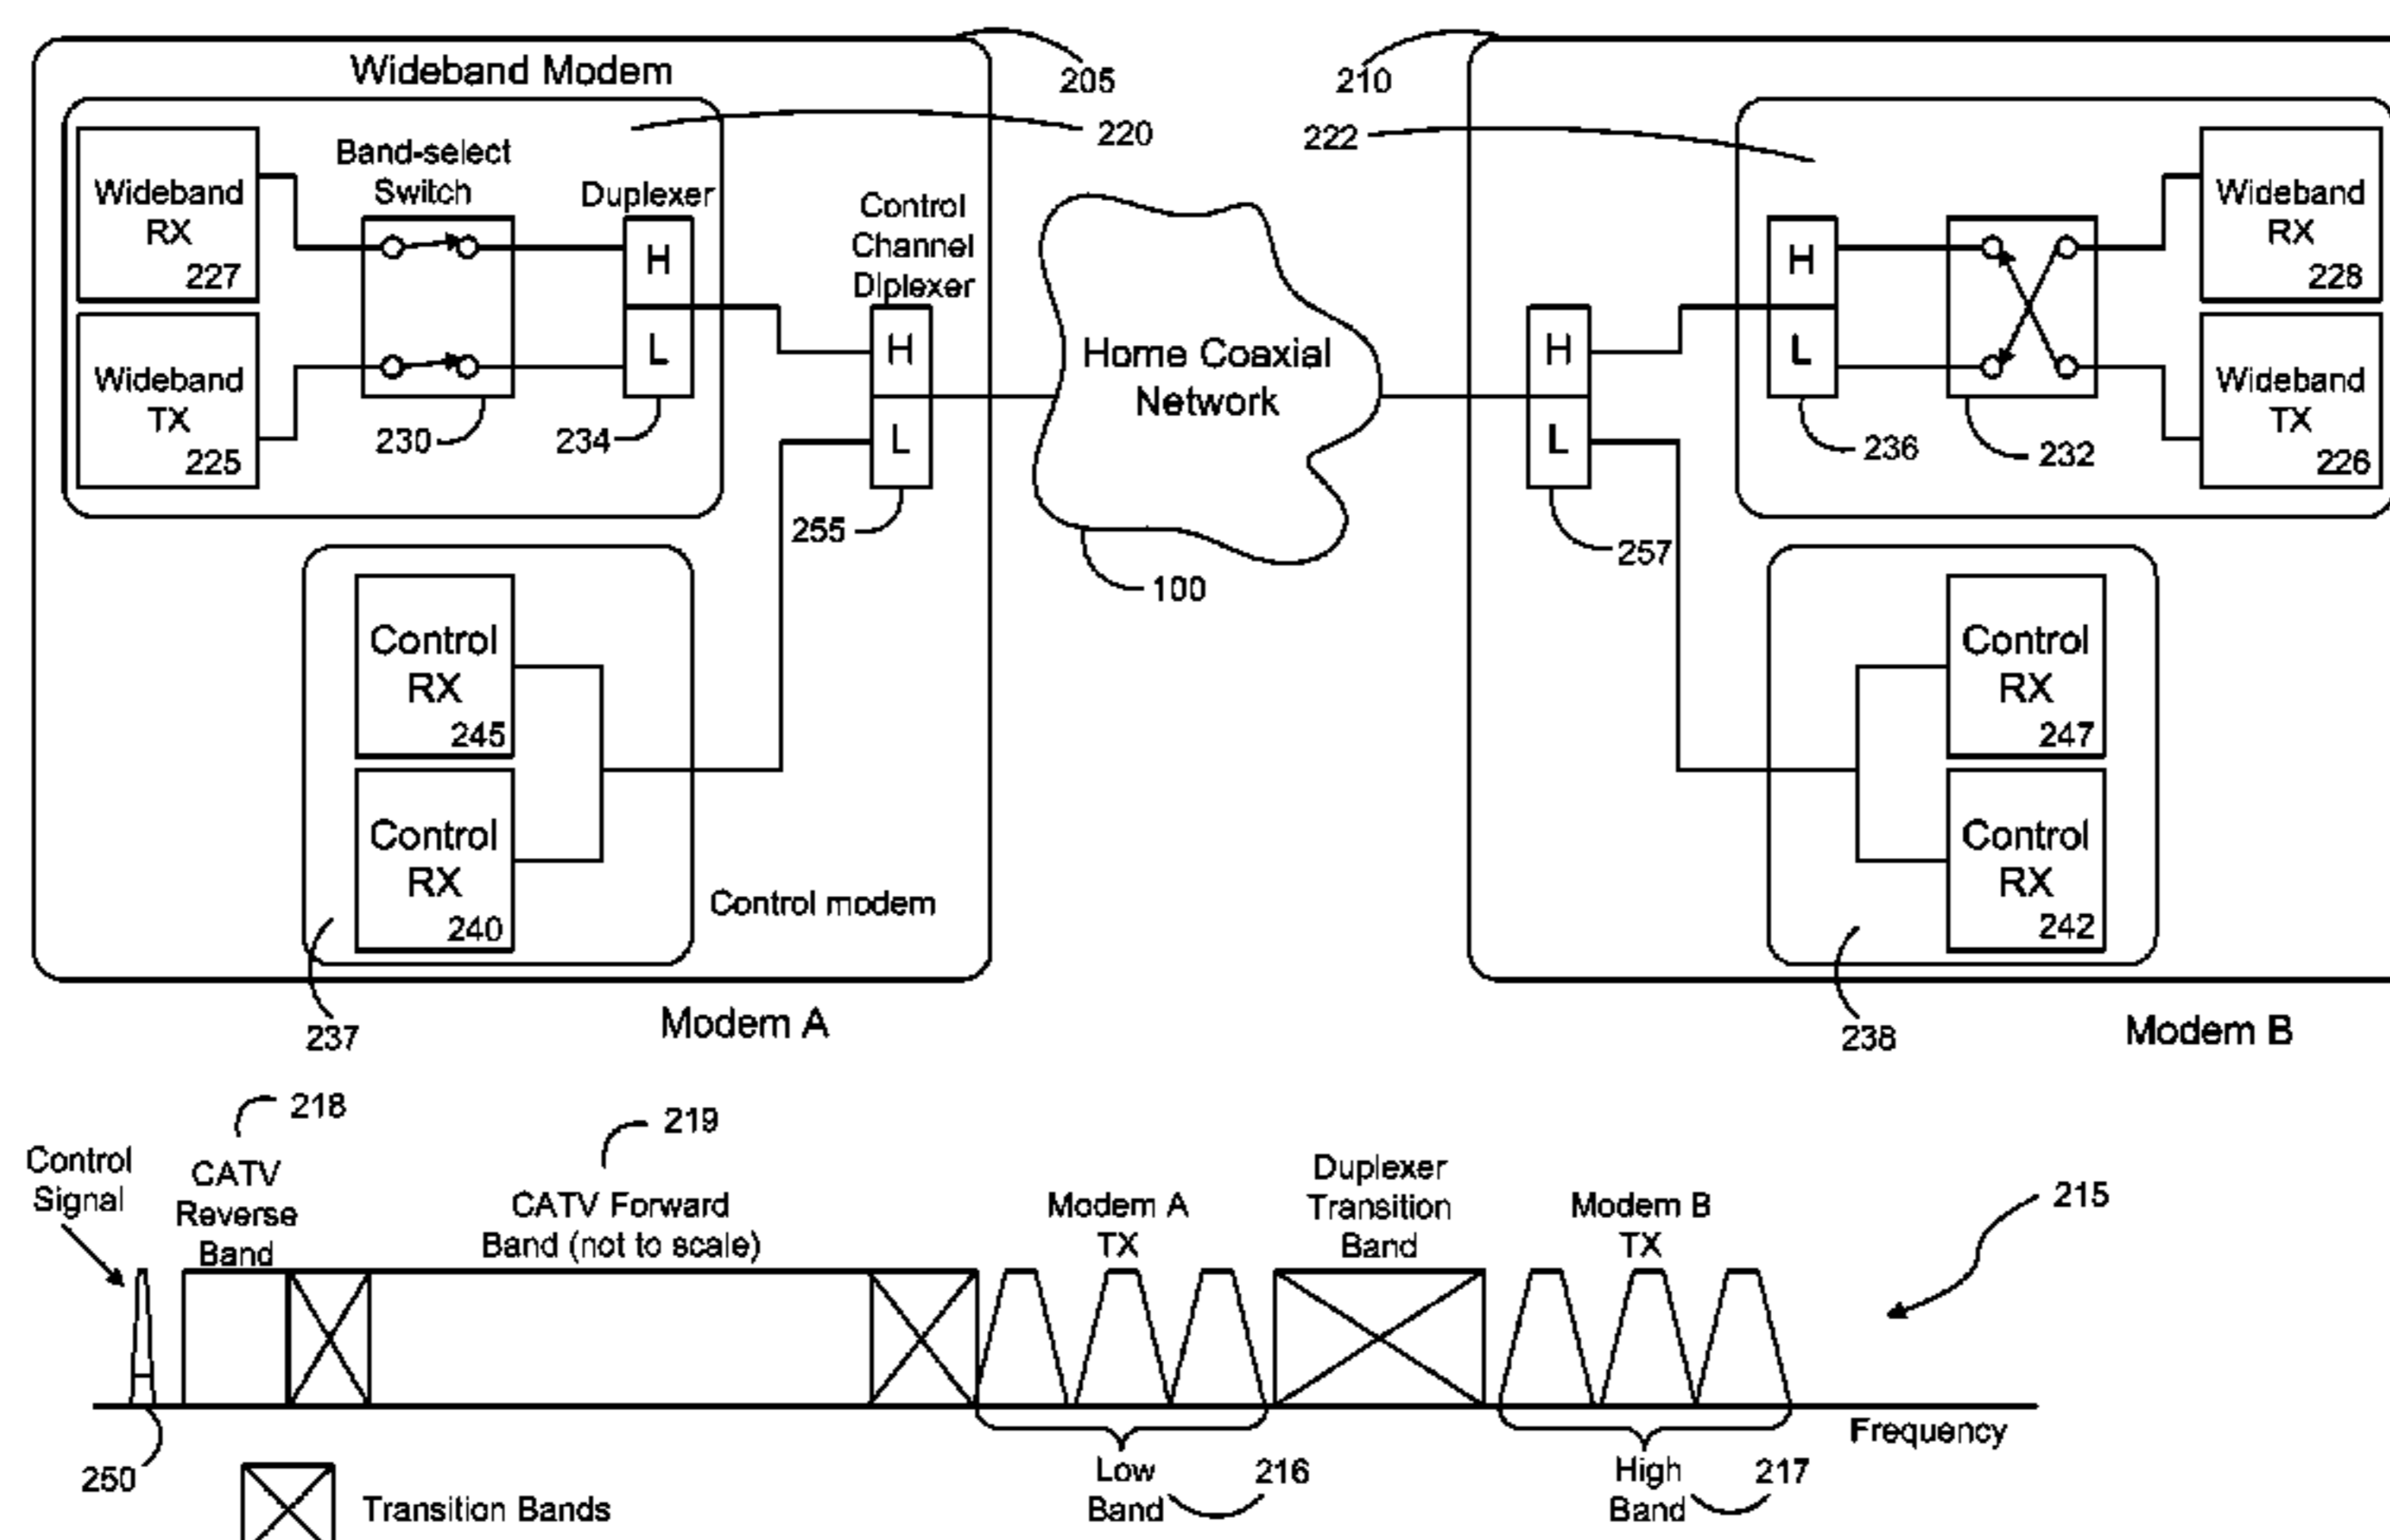 Wideband Modem
205
220
Wideband
RX
227
Band-select
Switch
Duplexer
H
L
Wideband
TX
225
230
234
Control
Channel
Diplexer
H
L
255
Control
RX
245
Control
RX
240
Control modem
237
Modem A
Home Coaxial
Network
100
210
222
H
L
257
H
L
236
232
Wideband
RX
228
Wideband
TX
226
Control
RX
247
Control
RX
242
238
Modem B
Control
Signal
218
CATV
Reverse
Band
219
CATV Forward
Band (not to scale)
Modem A
TX
Duplexer
Transition
Band
Modem B
TX
215
Frequency
250
Low
Band
216
High
Band
217
Transition Bands